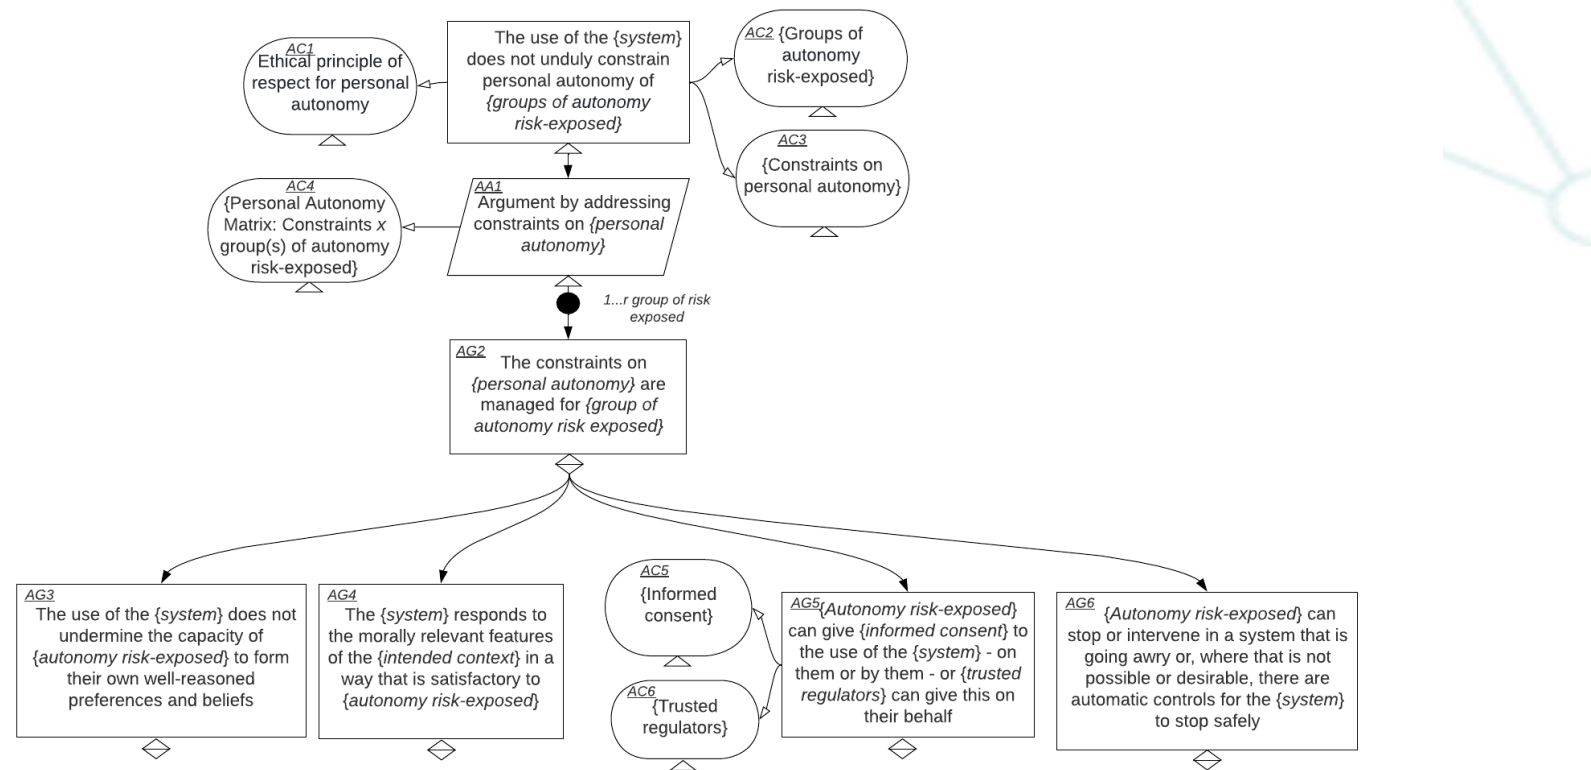 AC1
Ethical principle of
respect for personal
autonomy
The use of the {system}
does not unduly constrain
personal autonomy of
{groups of autonomy
risk-exposed}
AC2 {Groups of
autonomy
risk-exposed}
AC3
{Constraints on
personal autonomy}
AC4
{Personal Autonomy
Matrix: Constraints x
group(s) of autonomy
risk-exposed}
AA1
Argument by addressing
constraints on {personal
autonomy}
1...r group of risk
exposed
AG2
The constraints on
{personal autonomy} are
managed for {group of
autonomy risk exposed}
AG3
The use of the {system} does not
undermine the capacity of
{autonomy risk-exposed} to form
their own well-reasoned
preferences and beliefs
AG4
The {system} responds to
the morally relevant features
of the {intended context} in a
way that is satisfactory to
{autonomy risk-exposed}
AC5
{Informed
consent}
AC6
{Trusted
regulators}
AG5 {Autonomy risk-exposed}
can give {informed consent} to
the use of the {system} - on
them or by them - or {trusted
regulators} can give this on
their behalf
AG6 {Autonomy risk-exposed} can
stop or intervene in a system that is
going awry or, where that is not
possible or desirable, there are
automatic controls for the {system}
to stop safely